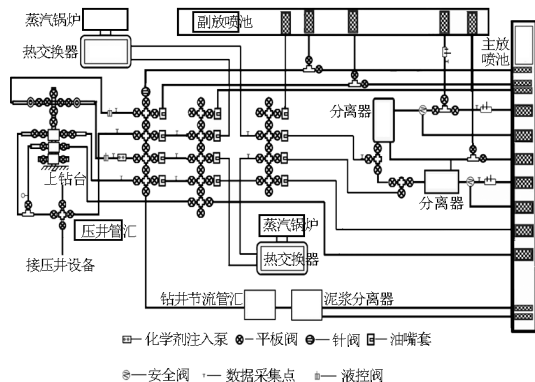 蒸汽锅炉
热交换器
副放喷池
主放
喷池
分离器
上钻台
分离器
压井管汇
蒸汽锅炉
热交换器
接压井设备
钻井节流管汇
泥浆分离器
化学剂注入泵 平板阀 针阀 油嘴套
安全阀 数据采集点 液控阀